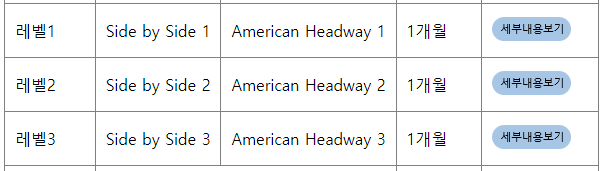 레벨1 Side by Side 1 American Headway 1 1개월 세부내용보기
레벨2 Side by Side 2 American Headway 2 1개월 세부내용보기
레벨3 Side by Side 3 American Headway 3 1개월 세부내용보기